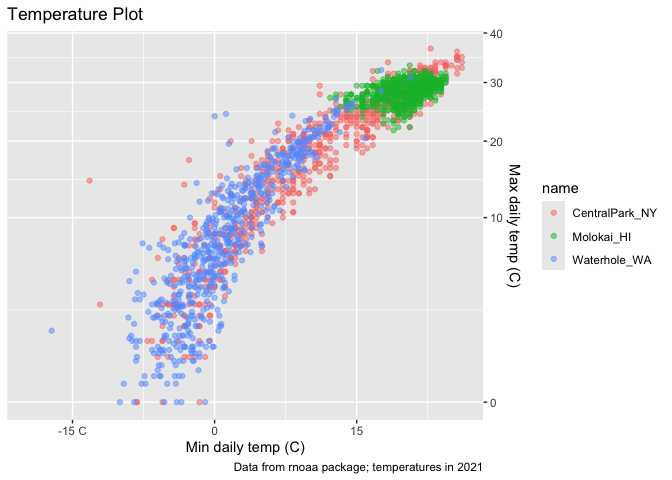 Temperature Plot
40
30
20
10
0
Max daily temp (C)
-15 C
0
15
Min daily temp (C)
name
CentralPark_NY
Molokai_HI
Waterhole_WA
Data from rnoaa package; temperatures in 2021